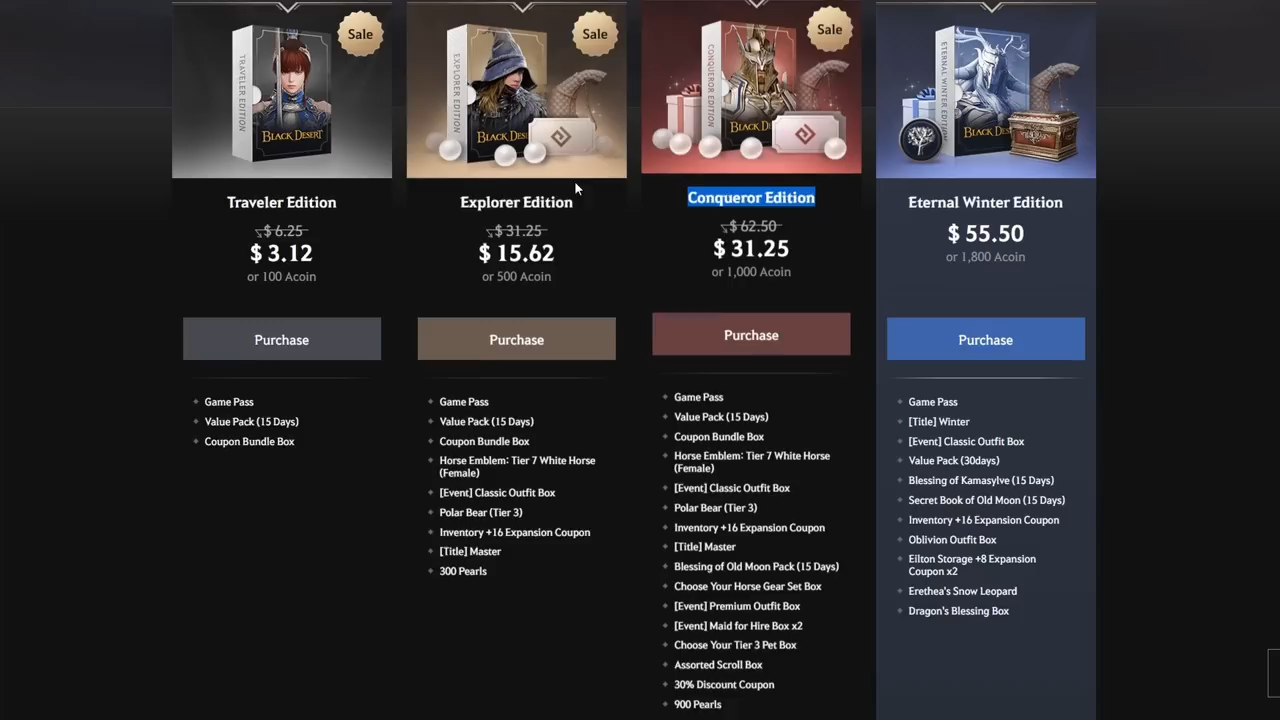 Sale
TRAVELER EDITION
BLACK DESERT
Traveler Edition
$ 6.25
$ 3.12
or 100 Acoin
Purchase
Game Pass
Value Pack (15 Days)
Coupon Bundle Box
Sale
EXPLORER EDITION
BLACK DES
Explorer Edition
$ 31.25
$ 15.62
or 500 Acoin
Purchase
Game Pass
Value Pack (15 Days)
Coupon Bundle Box
Horse Emblem: Tier 7 White Horse
(Female)
[Event] Classic Outfit Box
Polar Bear (Tier 3)
Inventory +16 Expansion Coupon
[Title] Master
300 Pearls
Sale
CONQUEROR EDITION
BLACK D
Conqueror Edition
$ 62.50
$ 31.25
or 1,000 Acoin
Purchase
Game Pass
Value Pack (15 Days)
Coupon Bundle Box
Horse Emblem: Tier 7 White Horse
(Female)
[Event] Classic Outfit Box
Polar Bear (Tier 3)
Inventory +16 Expansion Coupon
[Title] Master
Blessing of Old Moon Pack (15 Days)
Choose Your Horse Gear Set Box
[Event] Premium Outfit Box
[Event] Maid for Hire Box x2
Choose Your Tier 3 Pet Box
Assorted Scroll Box
30% Discount Coupon
900 Pearls
ETERNAL WINTER EDITION
BLACK DES
Eternal Winter Edition
$ 55.50
or 1,800 Acoin
Purchase
Game Pass
[Title] Winter
[Event] Classic Outfit Box
Value Pack (30days)
Blessing of Kamasylve (15 Days)
Secret Book of Old Moon (15 Days)
Inventory +16 Expansion Coupon
Oblivion Outfit Box
Eilton Storage +8 Expansion
Coupon x2
Erethea's Snow Leopard
Dragon's Blessing Box